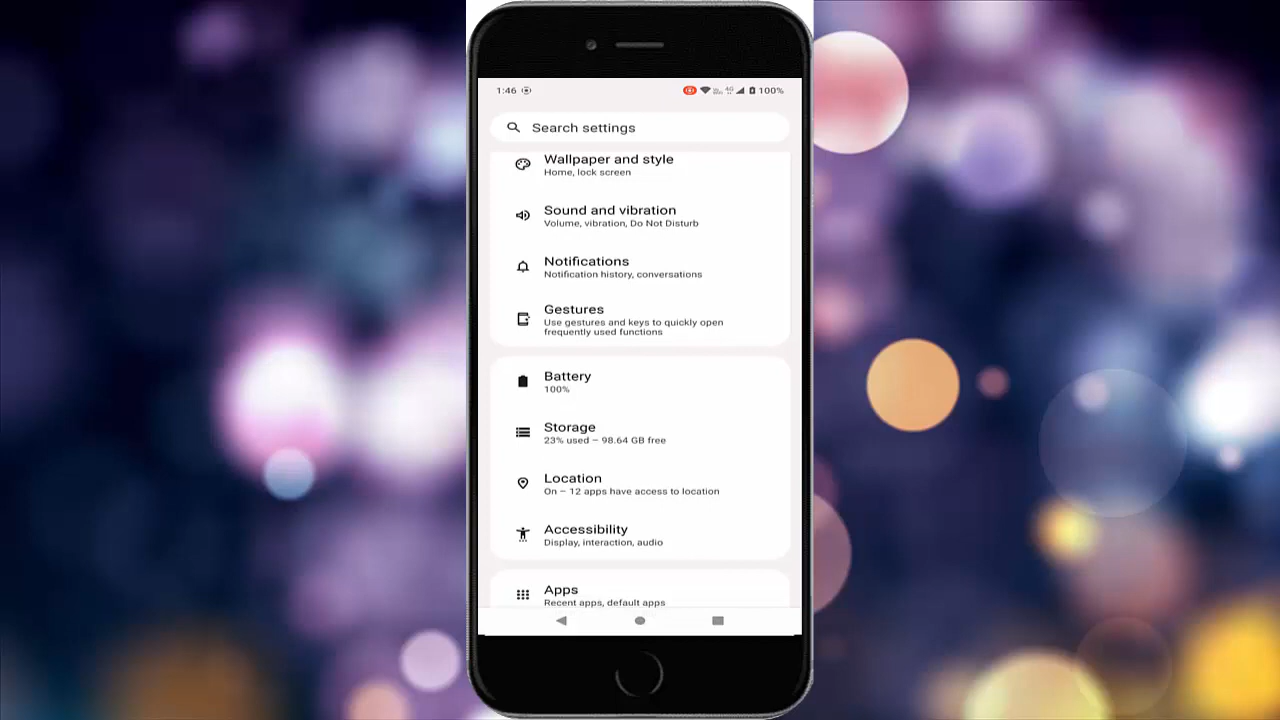 1:46
4G
100%
Search settings
Wallpaper and style
Home, lock screen
Sound and vibration
Volume, vibration, Do Not Disturb
Notifications
Notification history, conversations
Gestures
Use gestures and keys to quickly open
frequently used functions
Battery
100%
Storage
23% used – 98.64 GB free
Location
On – 12 apps have access to location
Accessibility
Display, interaction, audio
Apps
Recent apps, default apps